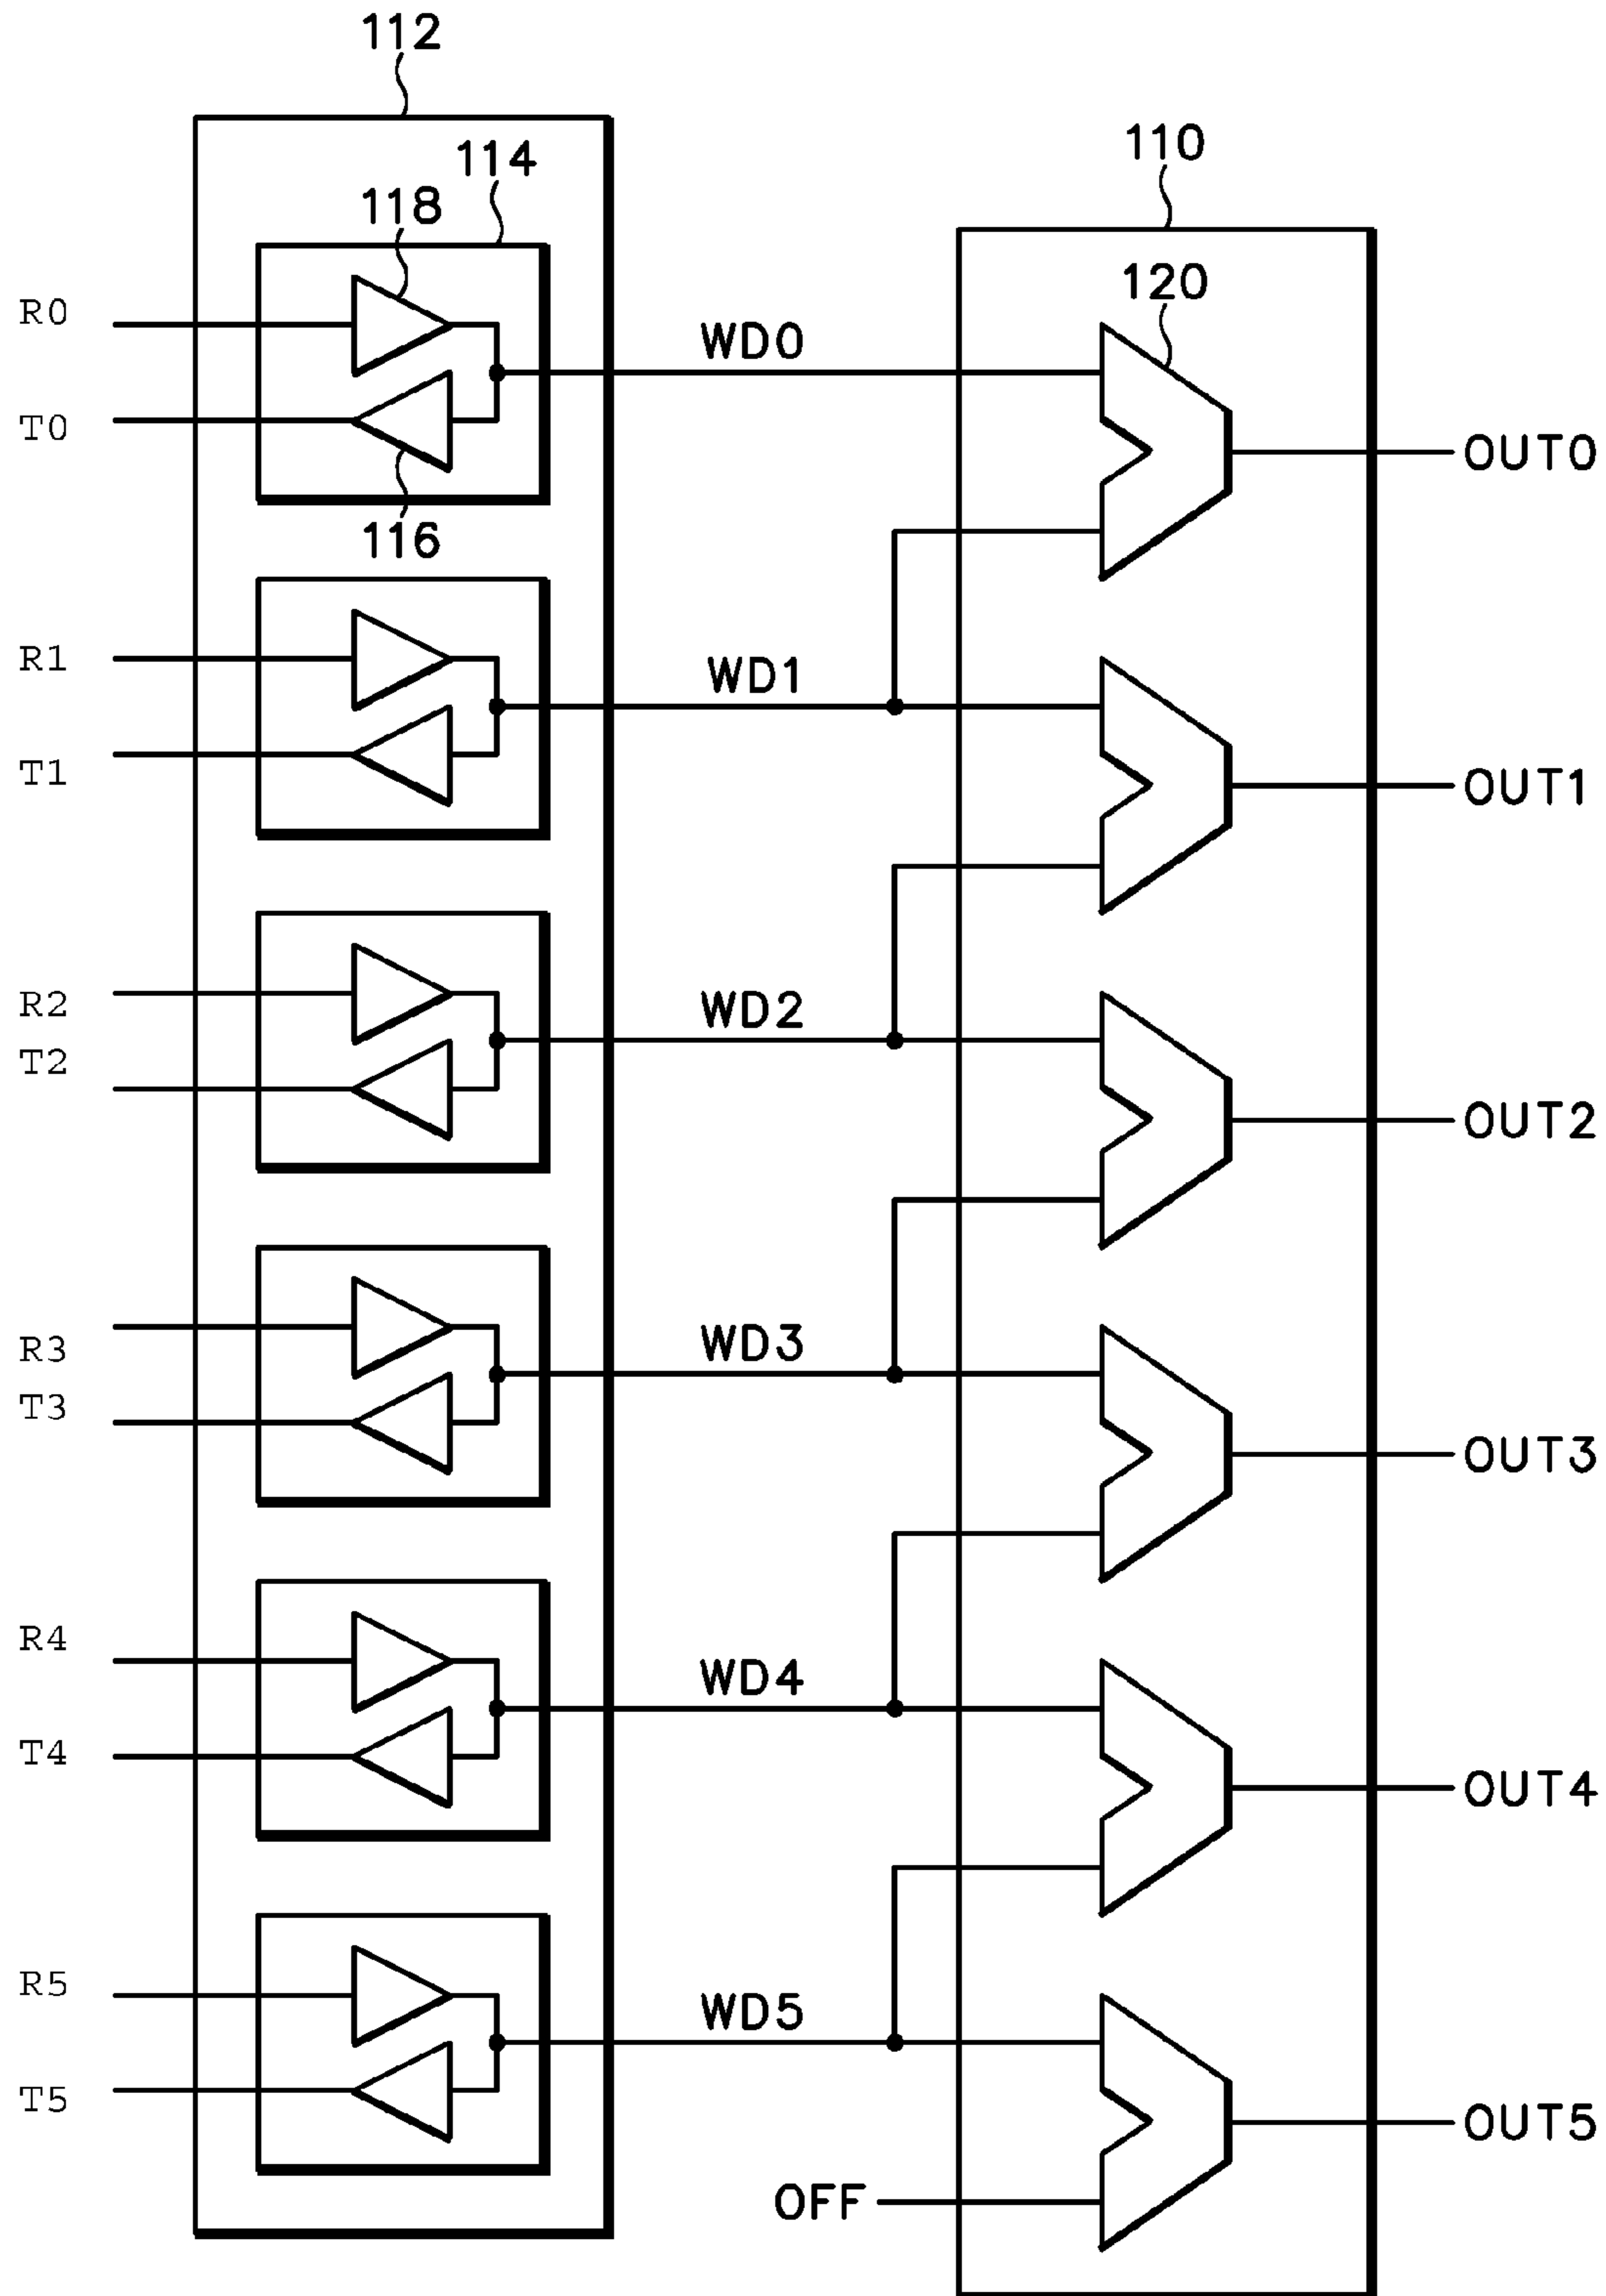 112
114
110
118
120
R0
WD0
T0
OUT0
116
R1
WD1
T1
OUT1
R2
WD2
T2
OUT2
R3
WD3
T3
OUT3
R4
WD4
T4
OUT4
R5
WD5
T5
OUT5
OFF